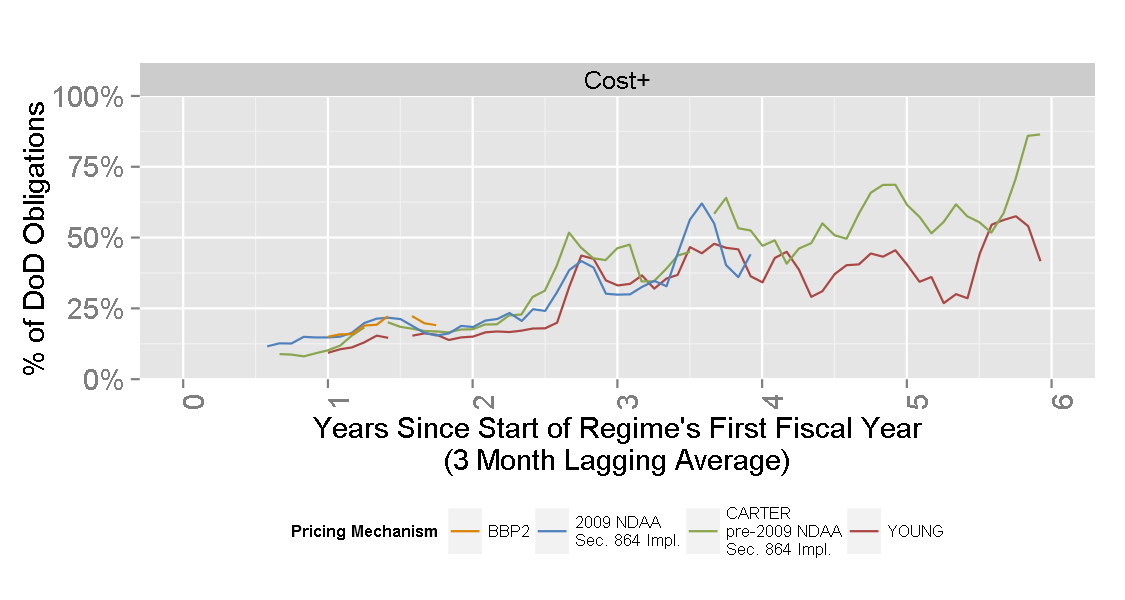 Cost+
100%
75%
50%
25%
0%
% of DoD Obligations
0
1
2
3
4
5
6
Years Since Start of Regime's First Fiscal Year
(3 Month Lagging Average)
Pricing Mechanism
BBP2
2009 NDAA
Sec. 864 Impl.
CARTER
pre-2009 NDAA
Sec. 864 Impl.
YOUNG